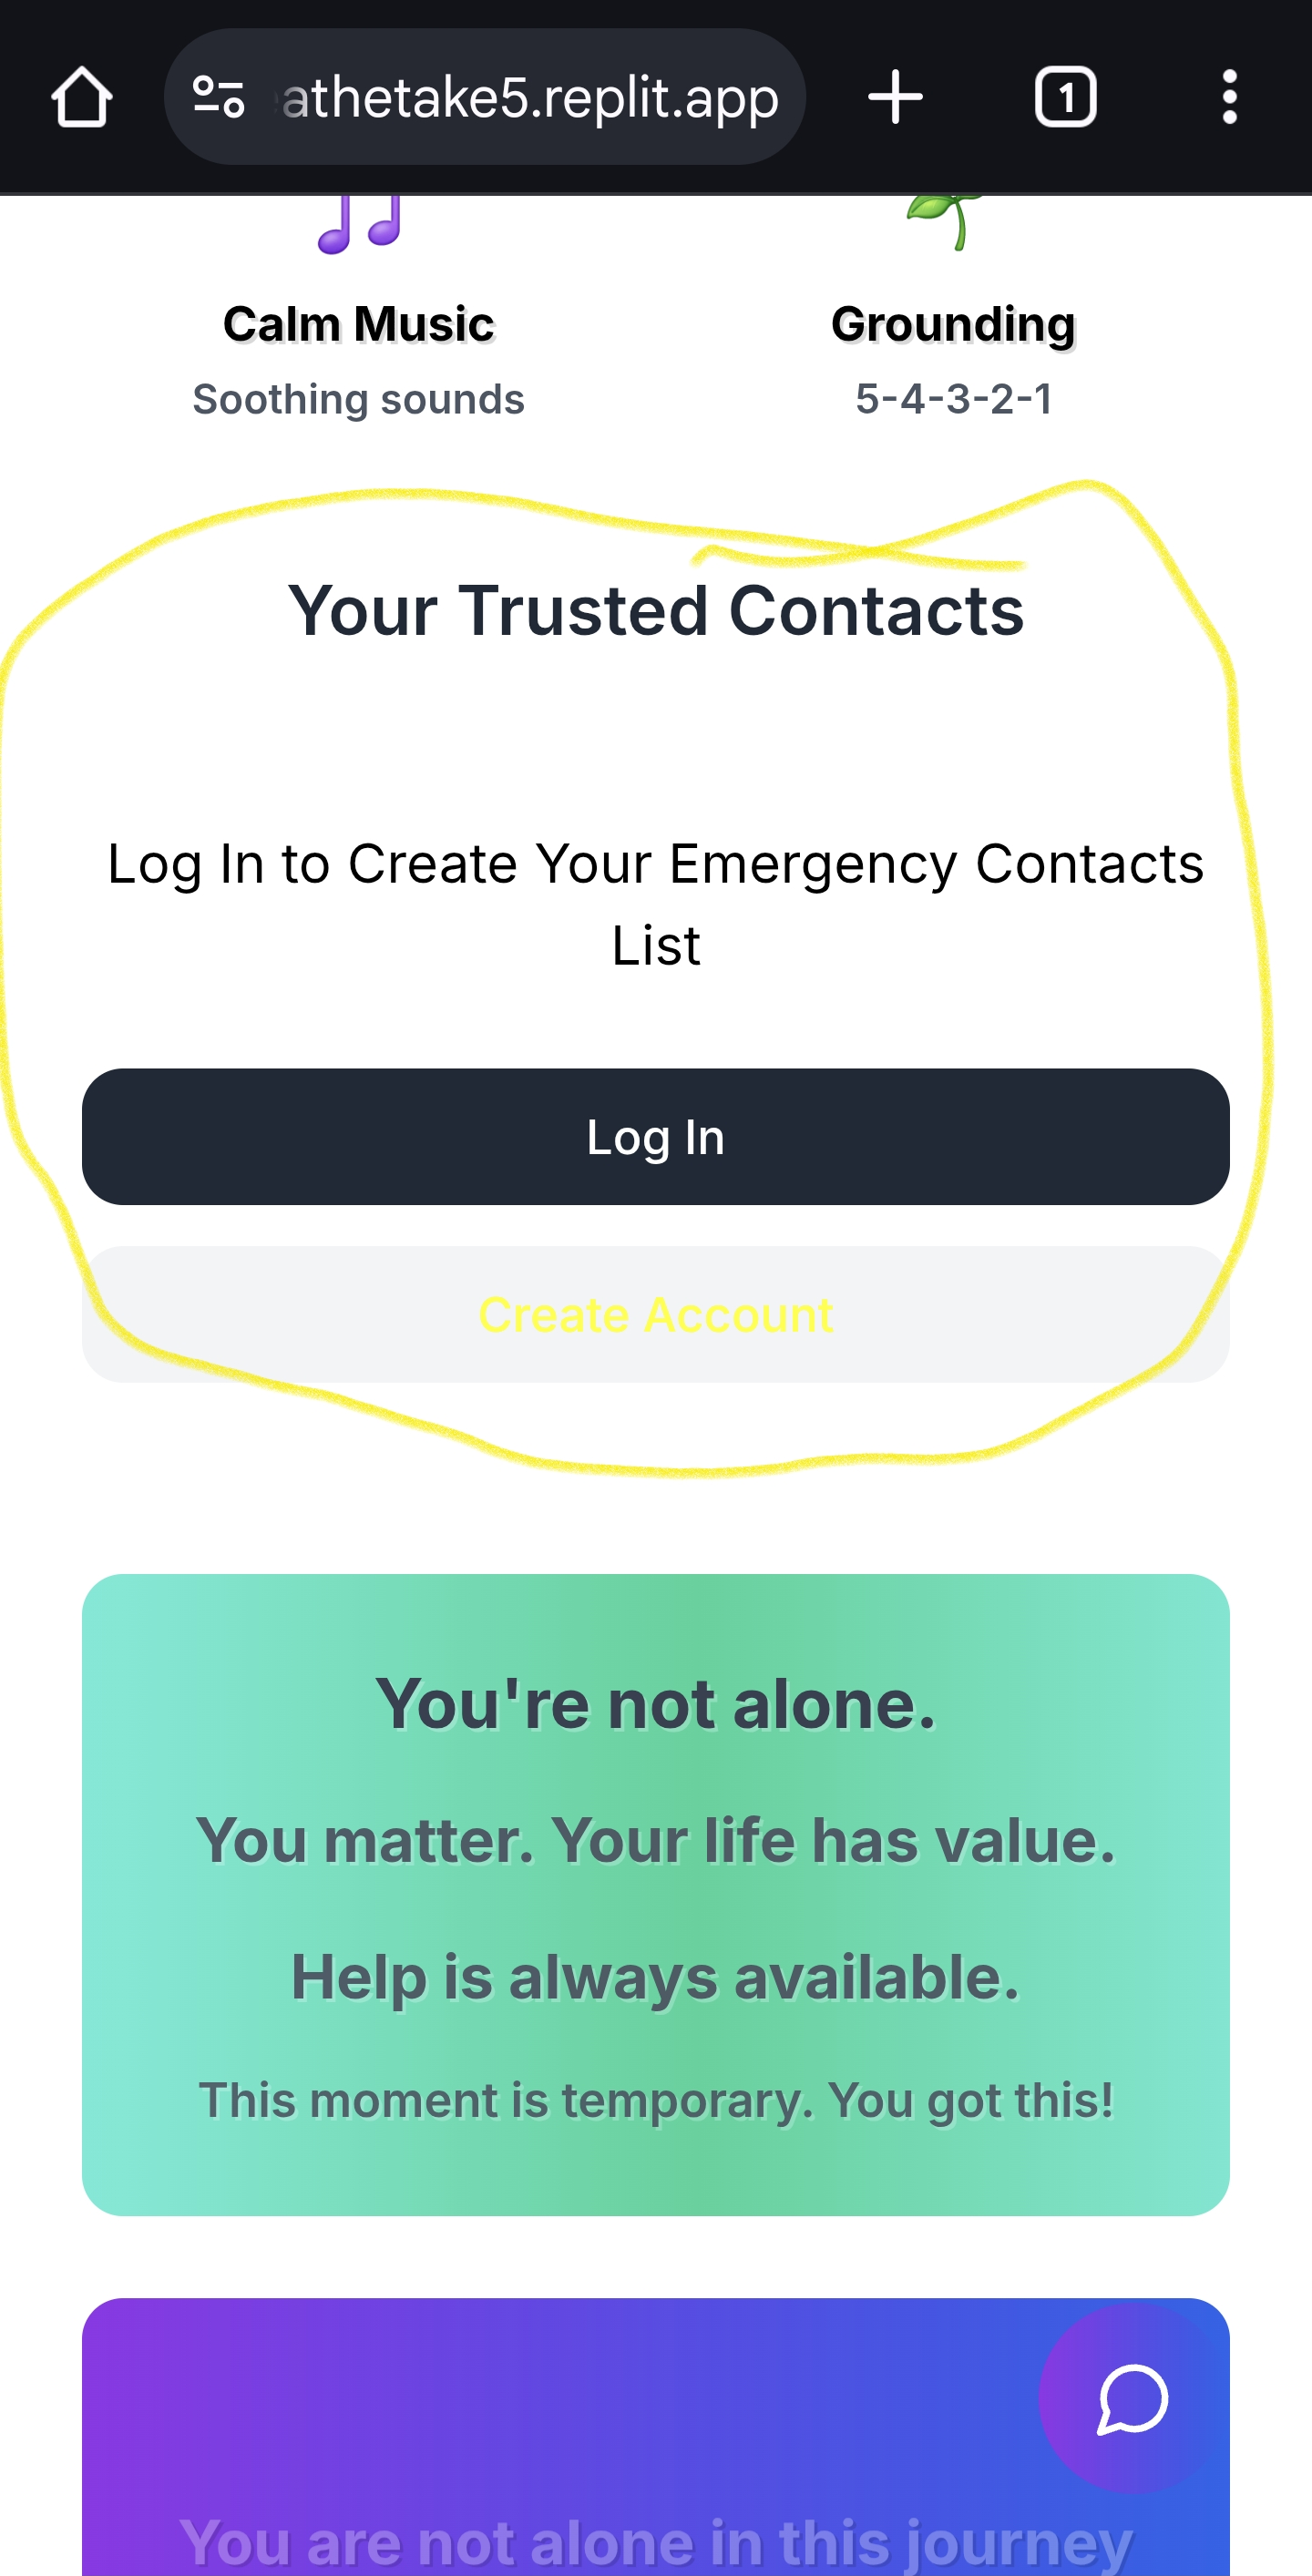 athetake5.replit.app
1
Calm Music
Grounding
Soothing sounds
5-4-3-2-1
Your Trusted Contacts
Log In to Create Your Emergency Contacts
List
Log In
Create Account
You're not alone.
You matter. Your life has value.
Help is always available.
This moment is temporary. You got this!
You are not alone in this journey